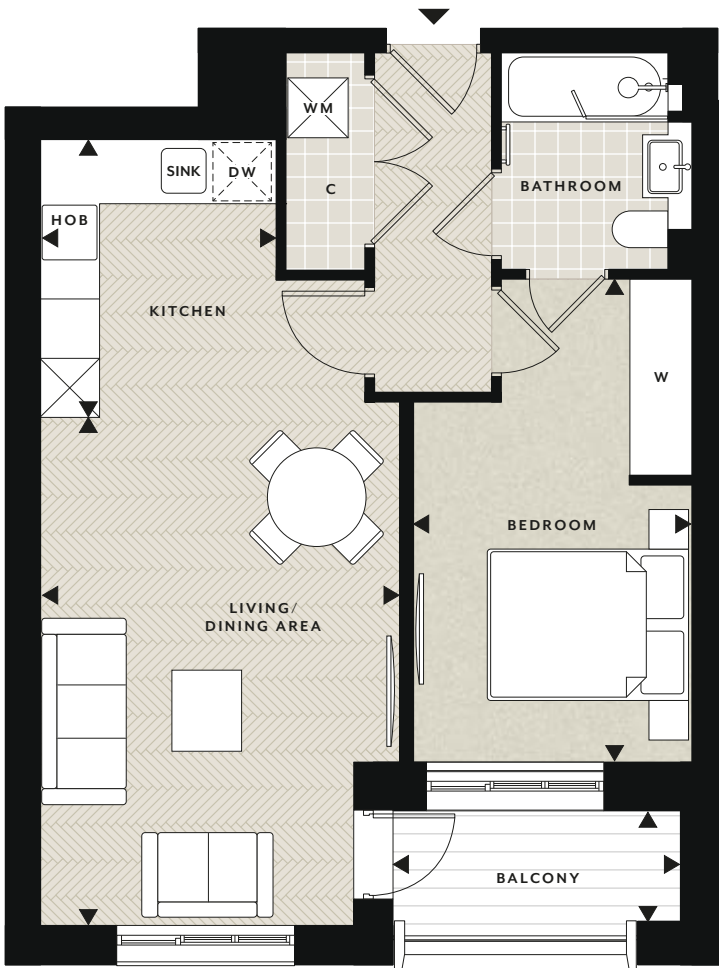 WM
SINK
DW
C
BATHROOM
HOB
KITCHEN
W
BEDROOM
LIVING/
DINING AREA
BALCONY